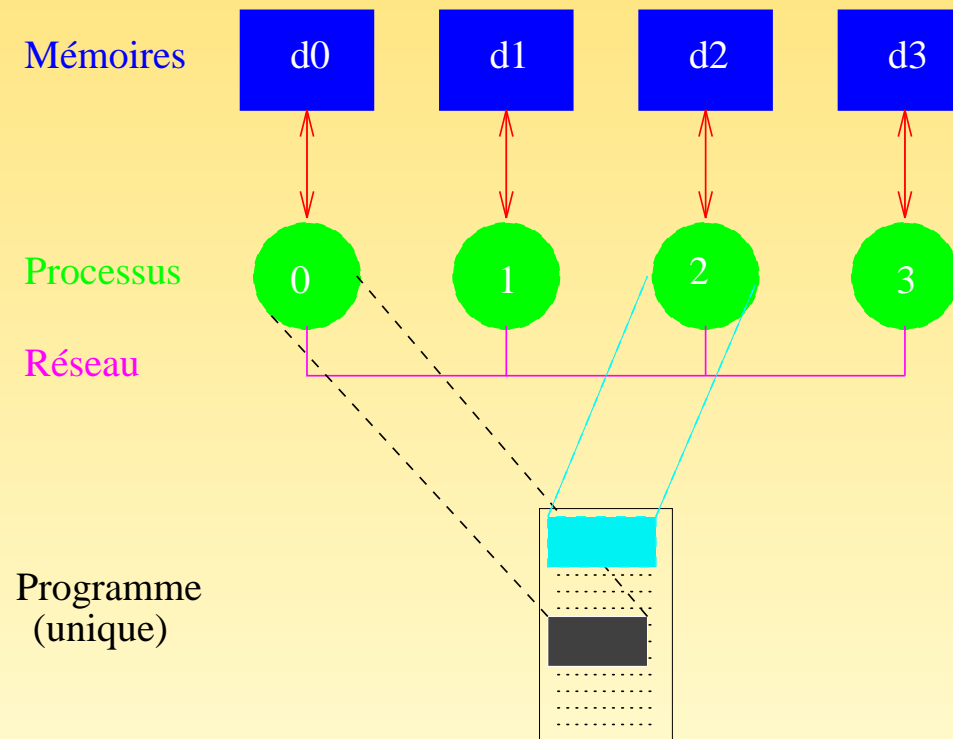 Mémoires d0 d1 d2 d3
Processus 0 1 2 3
Réseau
Programme
(unique)